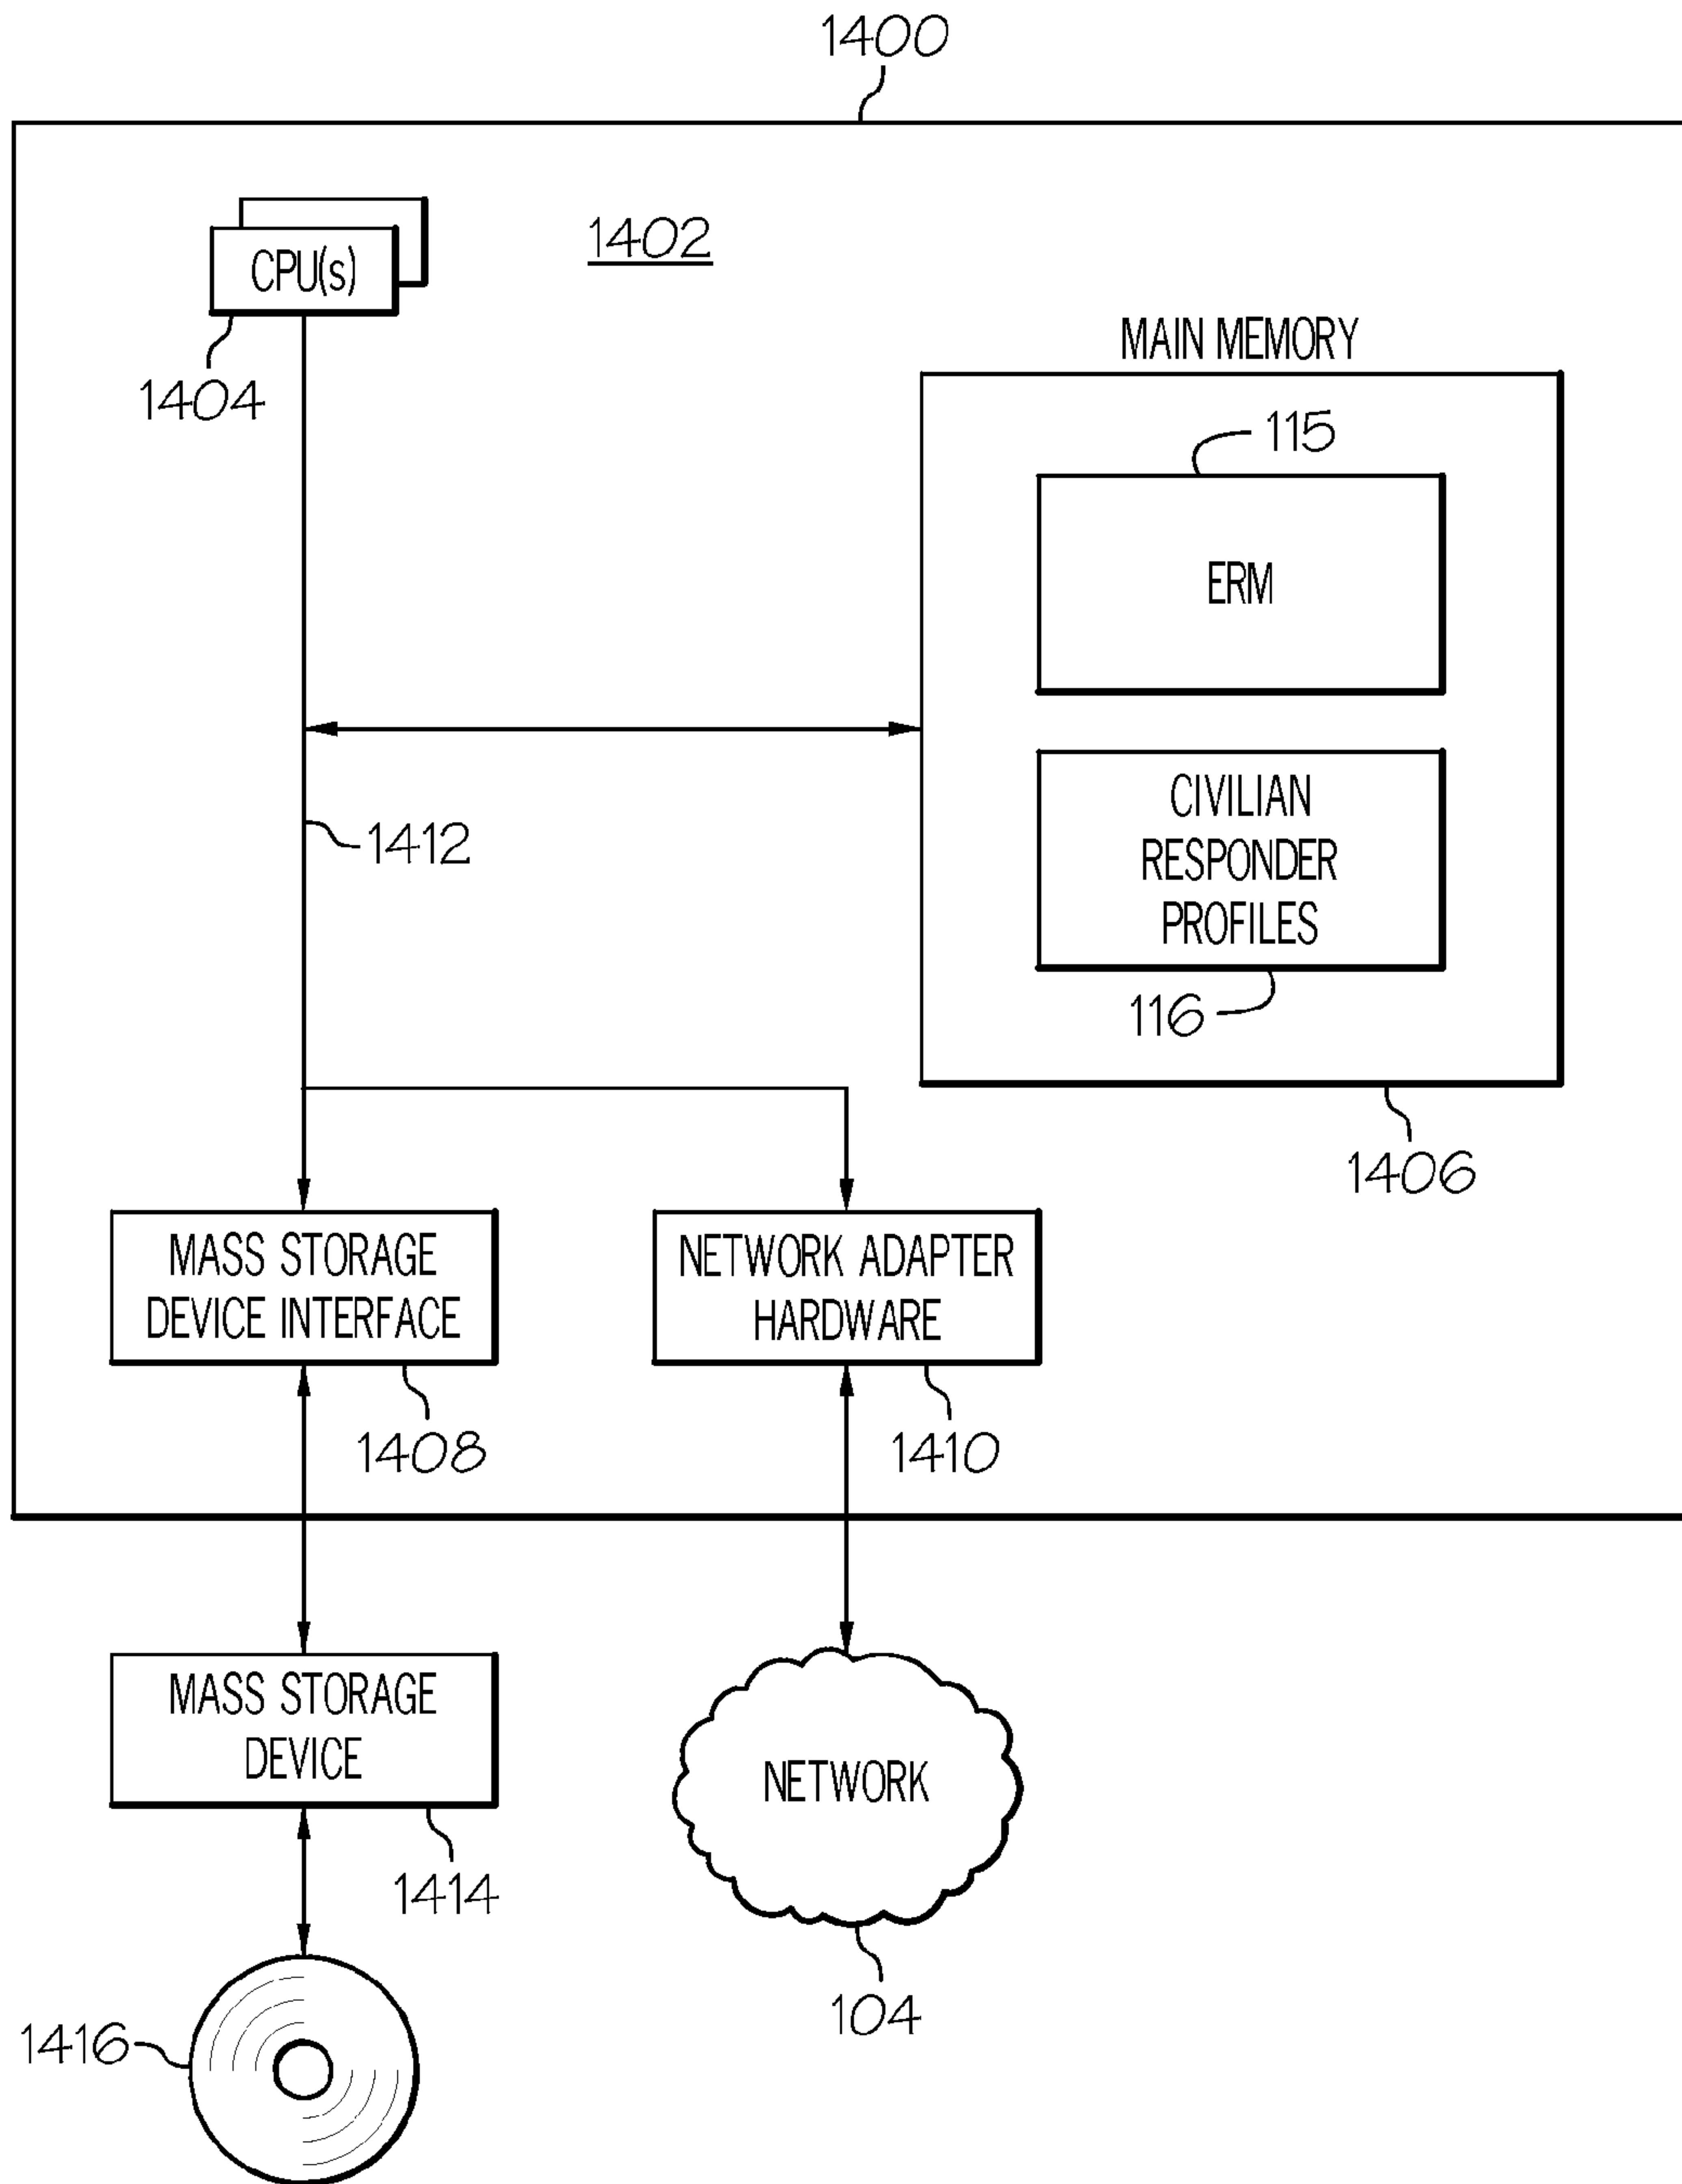 1400
CPU(s)
1402
1404
MAIN MEMORY
115
ERM
CIVILIAN
RESPONDER
PROFILES
116
1412
1406
MASS STORAGE
DEVICE INTERFACE
NETWORK ADAPTER
HARDWARE
1408
1410
MASS STORAGE
DEVICE
NETWORK
1414
104
1416